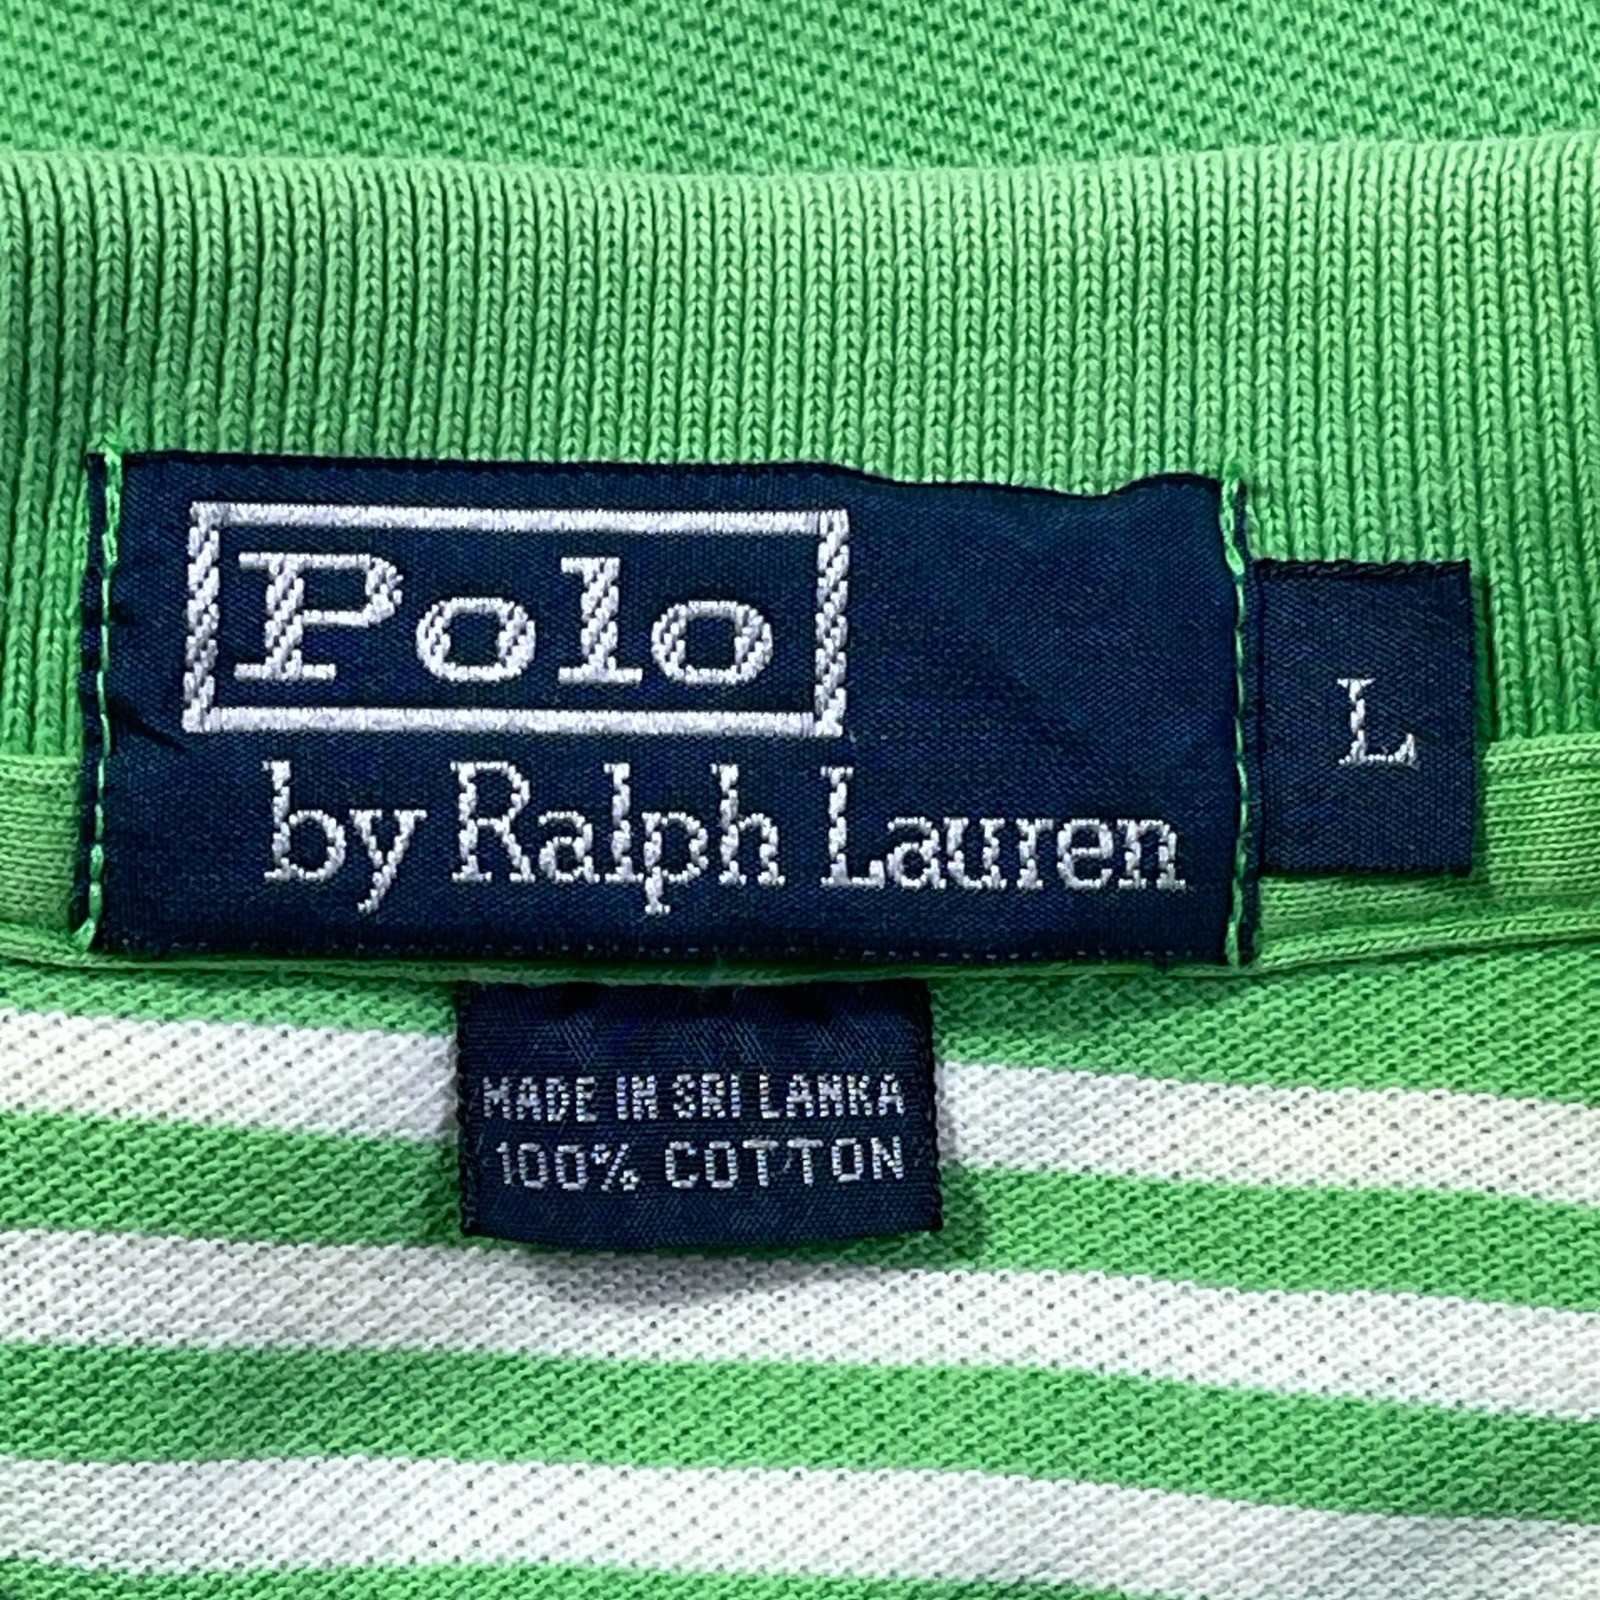 Polo
by Ralph Lauren
L
MADE IN SRI LANKA
100% COTTON